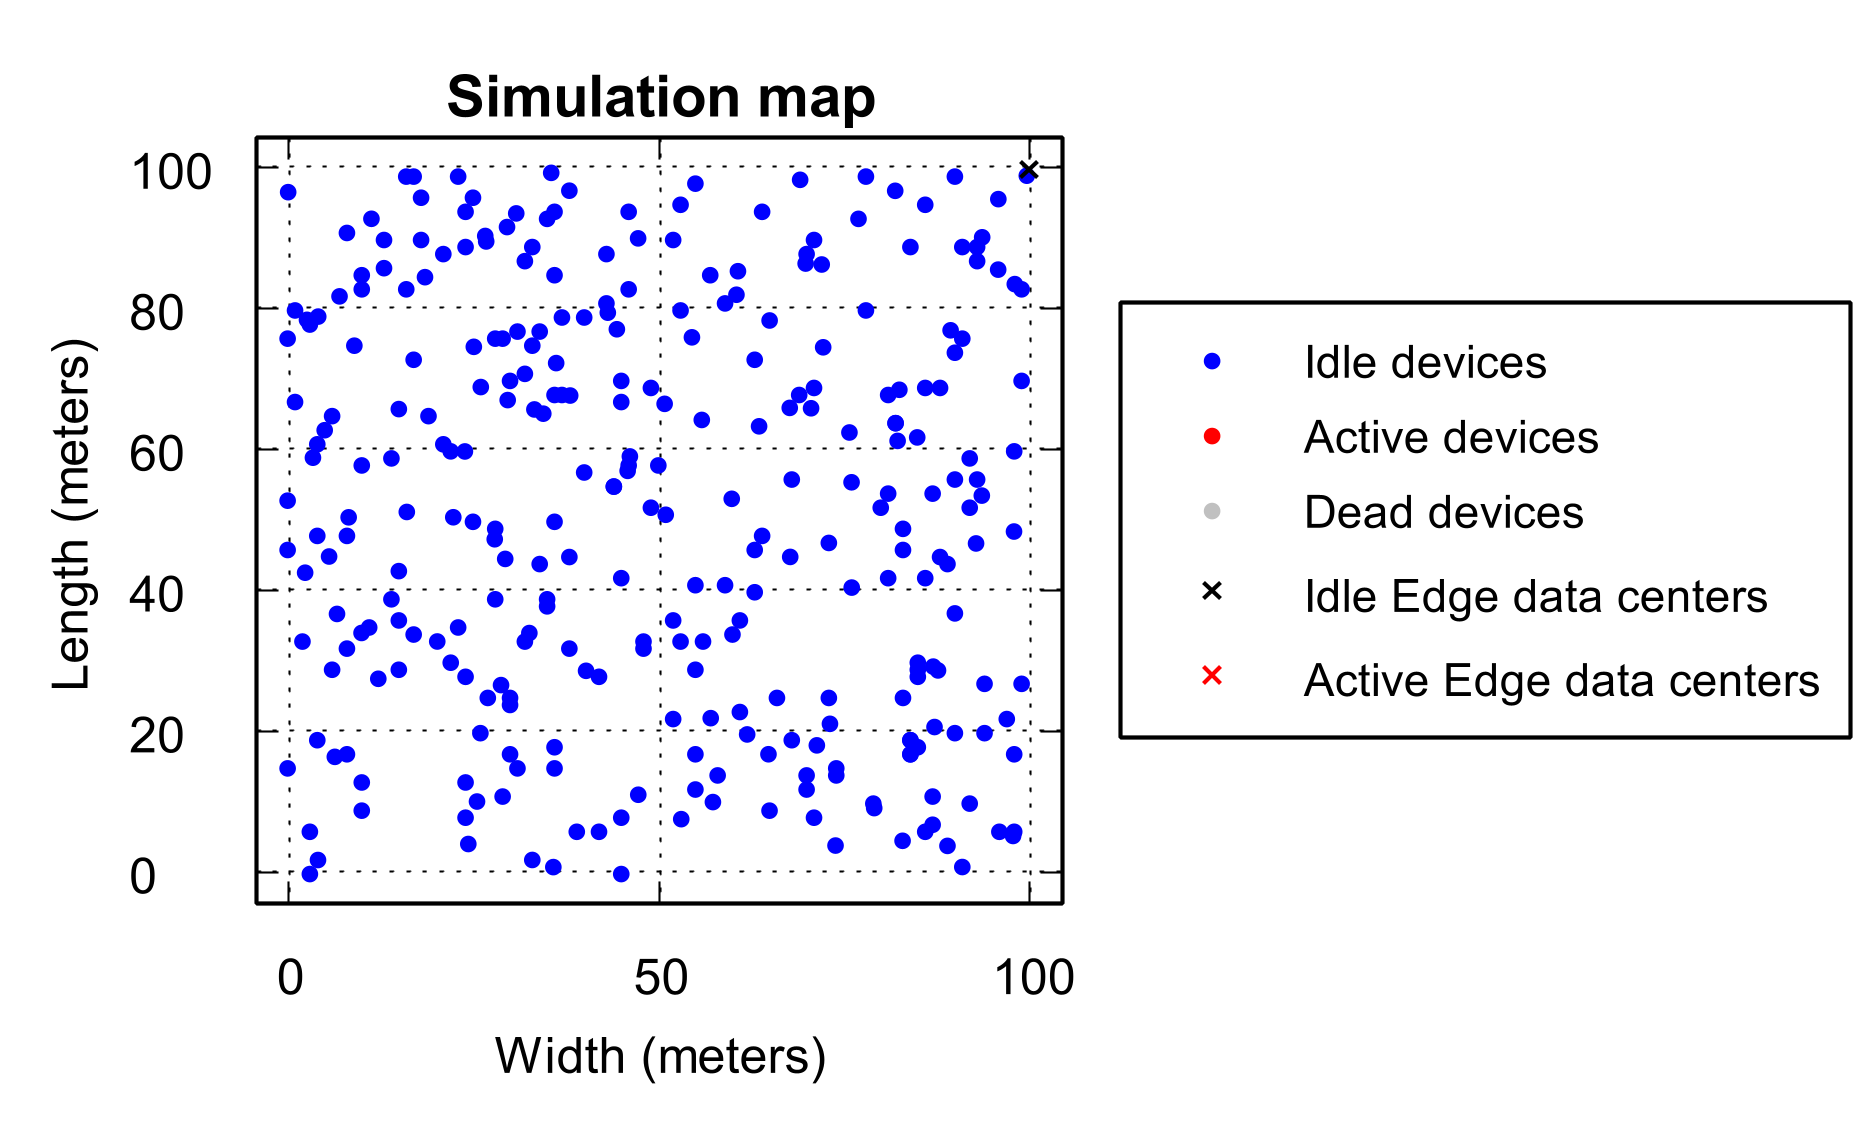 Simulation map
100
80
60
40
20
0
Length (meters)
0 50 100
Width (meters)
Idle devices
Active devices
Dead devices
Idle Edge data centers
Active Edge data centers